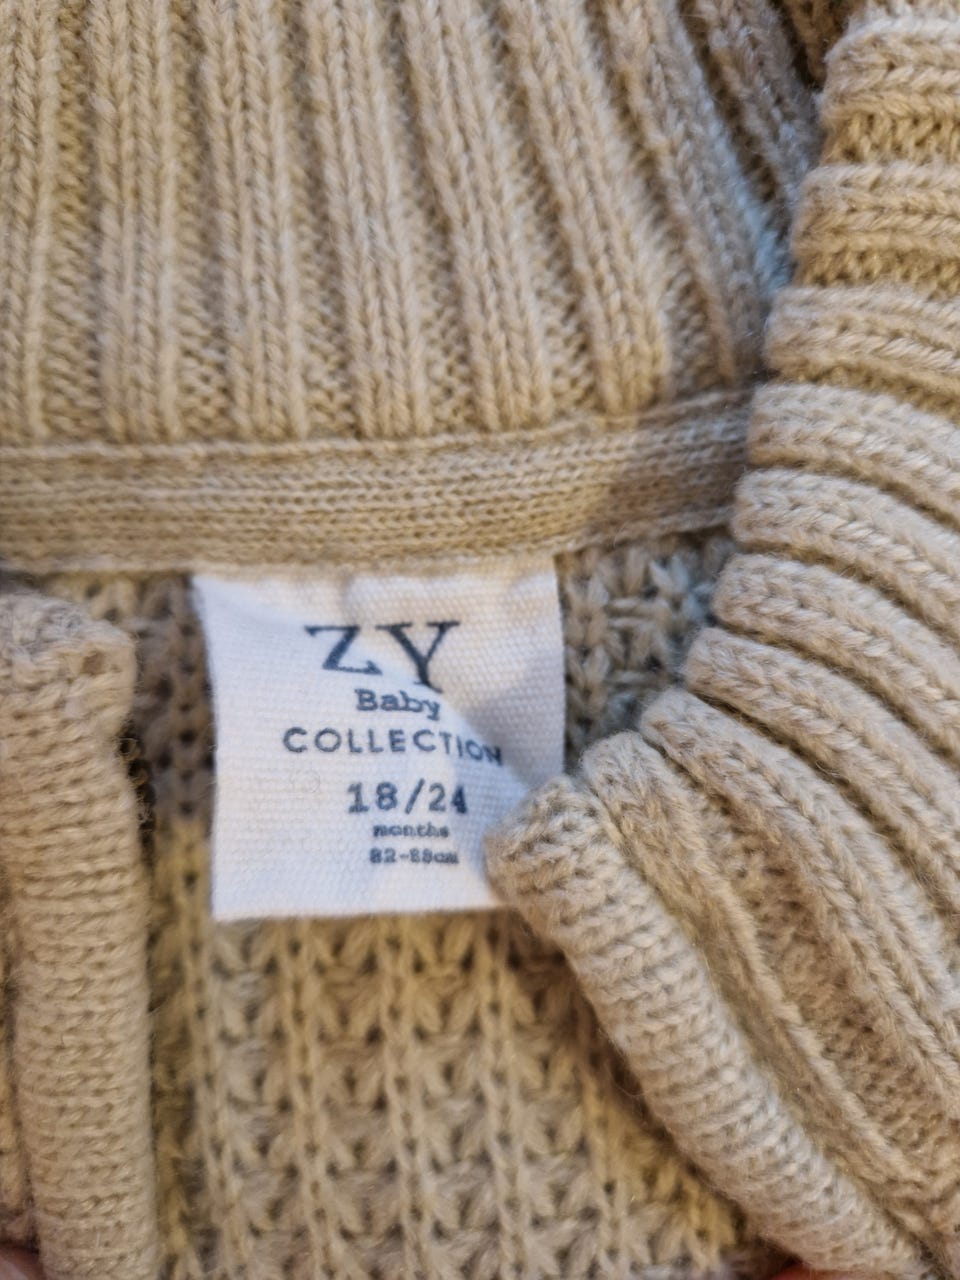 ZY
Baby
COLLECTION
18/24
months
82-88cm